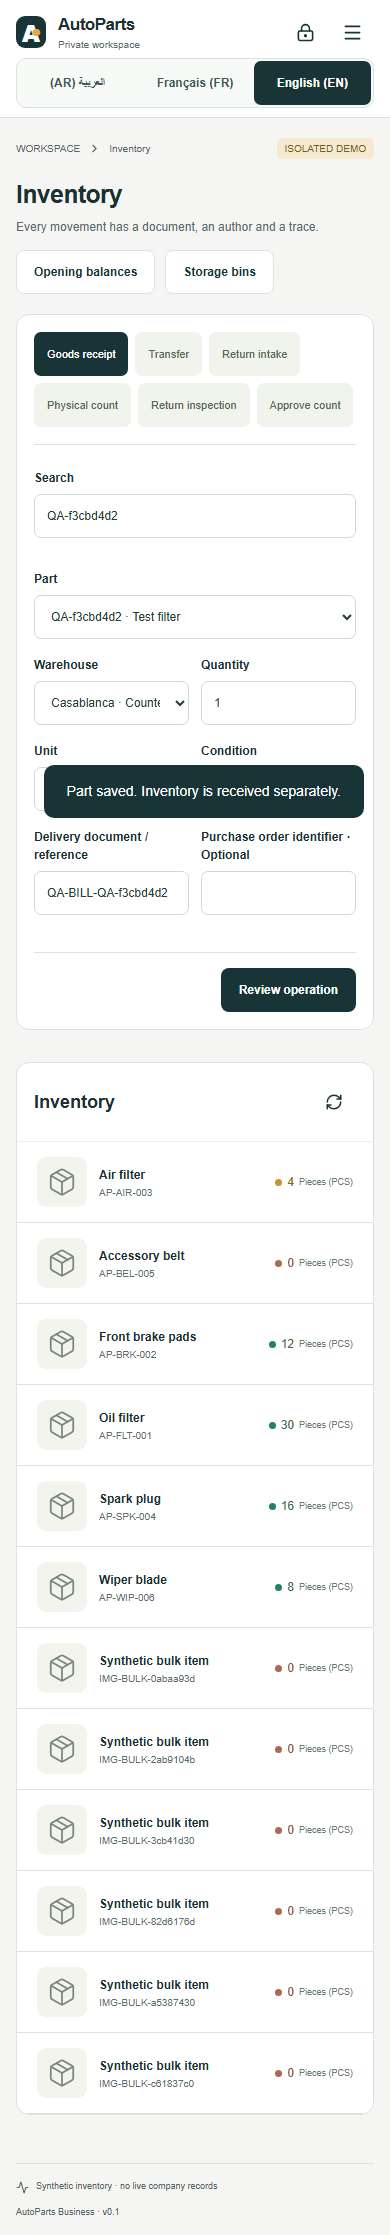 AutoParts
Private workspace
العربية (AR)
Français (FR)
English (EN)
WORKSPACE > Inventory
ISOLATED DEMO
Inventory
Every movement has a document, an author and a trace.
Opening balances
Storage bins
Goods receipt
Transfer
Return intake
Physical count
Return inspection
Approve count
Search
QA-f3cbd4d2
Part
QA-f3cbd4d2 · Test filter
Warehouse
Quantity
Casablanca · Counte
1
Unit
Condition
Part saved. Inventory is received separately.
Delivery document /
reference
Purchase order identifier ·
Optional
QA-BILL-QA-f3cbd4d2
Review operation
Inventory
Air filter
AP-AIR-003
4 Pieces (PCS)
Accessory belt
AP-BEL-005
0 Pieces (PCS)
Front brake pads
AP-BRK-002
12 Pieces (PCS)
Oil filter
AP-FLT-001
30 Pieces (PCS)
Spark plug
AP-SPK-004
16 Pieces (PCS)
Wiper blade
AP-WIP-006
8 Pieces (PCS)
Synthetic bulk item
IMG-BULK-0abaa93d
0 Pieces (PCS)
Synthetic bulk item
IMG-BULK-2ab9104b
0 Pieces (PCS)
Synthetic bulk item
IMG-BULK-3cb41d30
0 Pieces (PCS)
Synthetic bulk item
IMG-BULK-82d6176d
0 Pieces (PCS)
Synthetic bulk item
IMG-BULK-a5387430
0 Pieces (PCS)
Synthetic bulk item
IMG-BULK-c61837c0
0 Pieces (PCS)
Synthetic inventory · no live company records
AutoParts Business · v0.1